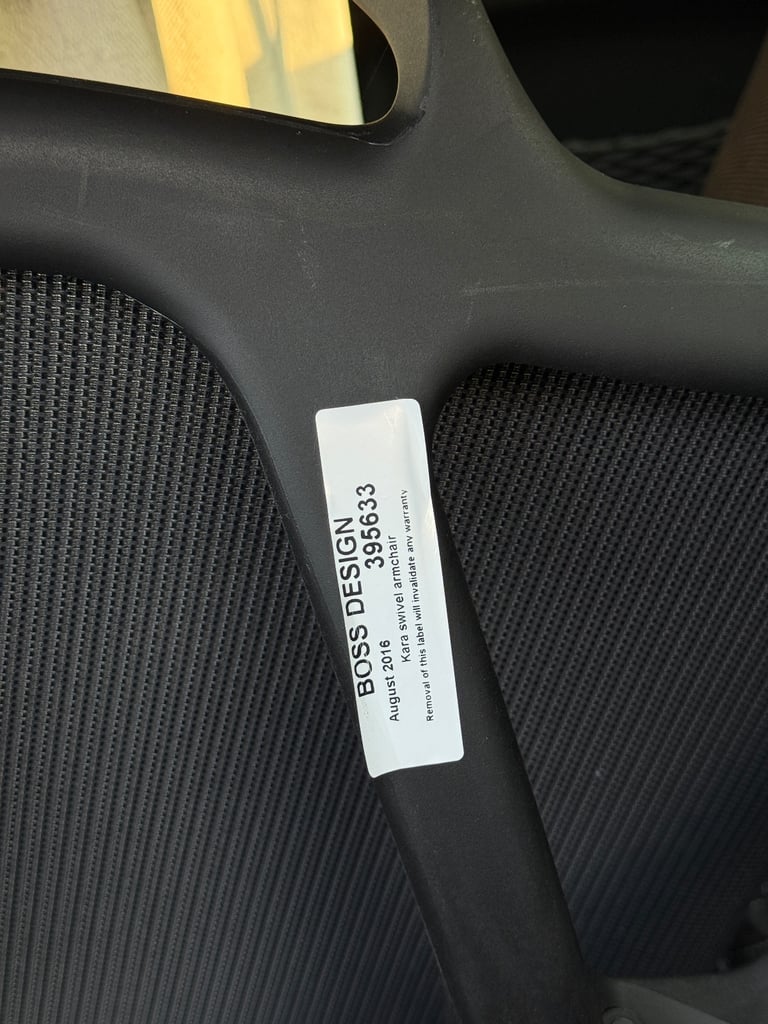 BOSS DESIGN
395633
August 2016
Kara swivel armchair
Removal of this label will invalidate any warranty